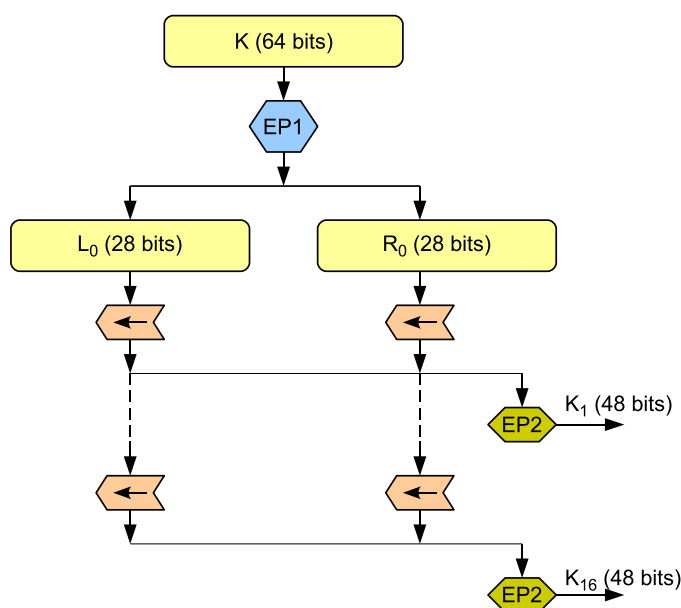 K (64 bits)
EP1
L₀ (28 bits)
R₀ (28 bits)
K₁ (48 bits)
EP2
K₁₆ (48 bits)
EP2